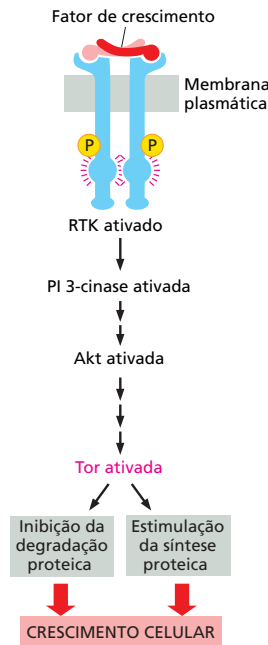 Fator de crescimento
Membrana
plasmática
P
P
RTK ativado
PI 3-cinase ativada
Akt ativada
Tor ativada
Inibição da
degradação
proteica
Estimulação
da síntese
proteica
CRESCIMENTO CELULAR